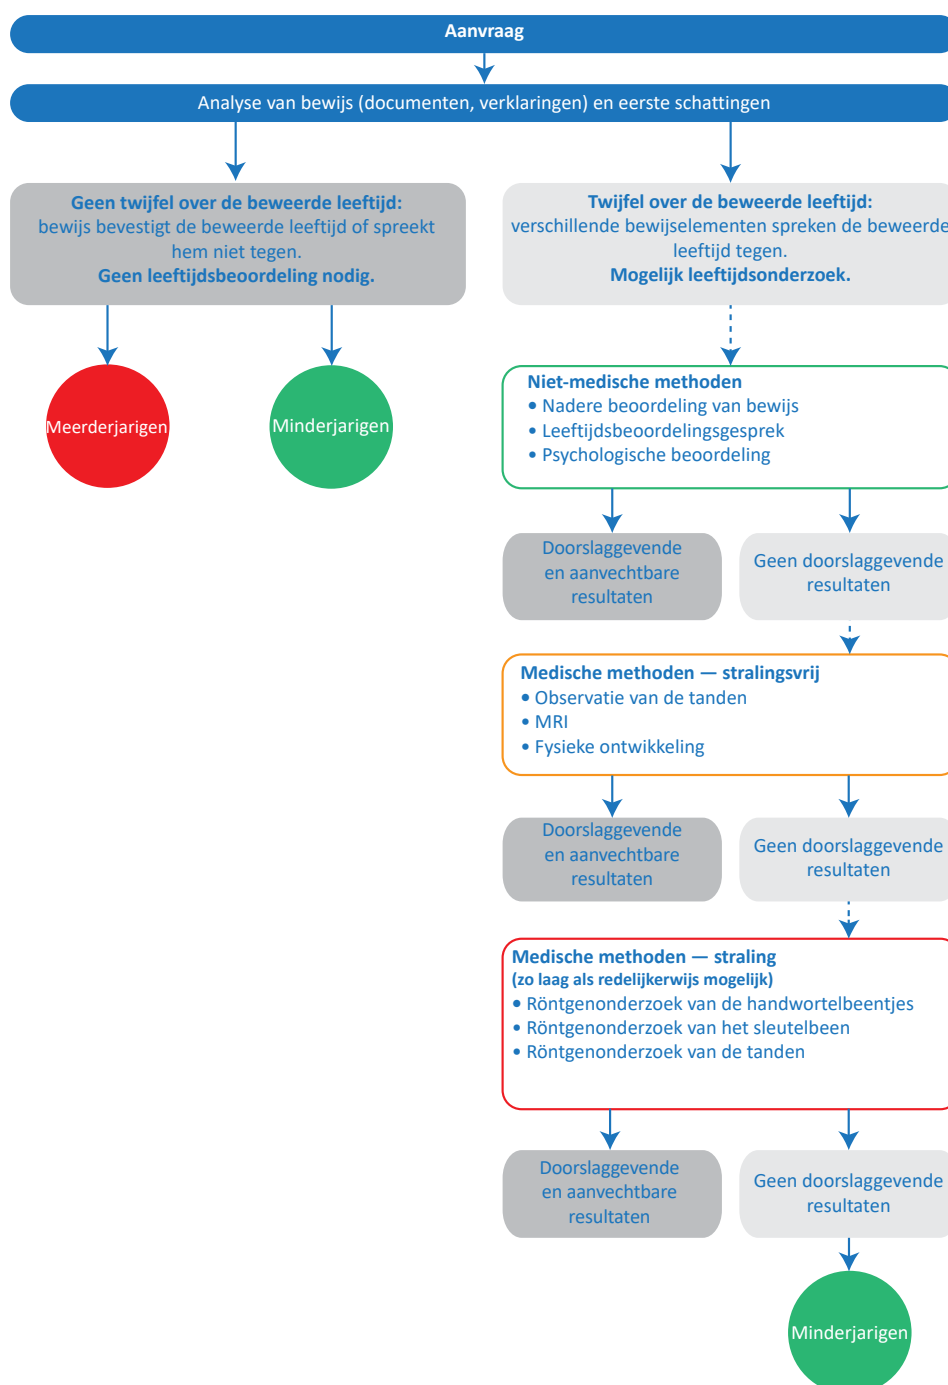 Aanvraag
Analyse van bewijs (documenten, verklaringen) en eerste schattingen
Geen twijfel over de beweerde leeftijd:
bewijs bevestigt de beweerde leeftijd of spreekt
hem niet tegen.
Geen leeftijdsbeoordeling nodig.
Twijfel over de beweerde leeftijd:
verschillende bewijselementen spreken de beweerde
leeftijd tegen.
Mogelijk leeftijdsonderzoek.
Meerderjarigen
Minderjarigen
Niet-medische methoden
• Nadere beoordeling van bewijs
• Leeftijdsbeoordelingsgesprek
• Psychologische beoordeling
Doorslaggevende
en aanvechtbare
resultaten
Geen doorslaggevende
resultaten
Medische methoden — stralingsvrij
• Observatie van de tanden
• MRI
• Fysieke ontwikkeling
Doorslaggevende
en aanvechtbare
resultaten
Geen doorslaggevende
resultaten
Medische methoden — straling
(zo laag als redelijkerwijs mogelijk)
• Röntgenonderzoek van de handwortelbeentjes
• Röntgenonderzoek van het sleutelbeen
• Röntgenonderzoek van de tanden
Doorslaggevende
en aanvechtbare
resultaten
Geen doorslaggevende
resultaten
Minderjarigen